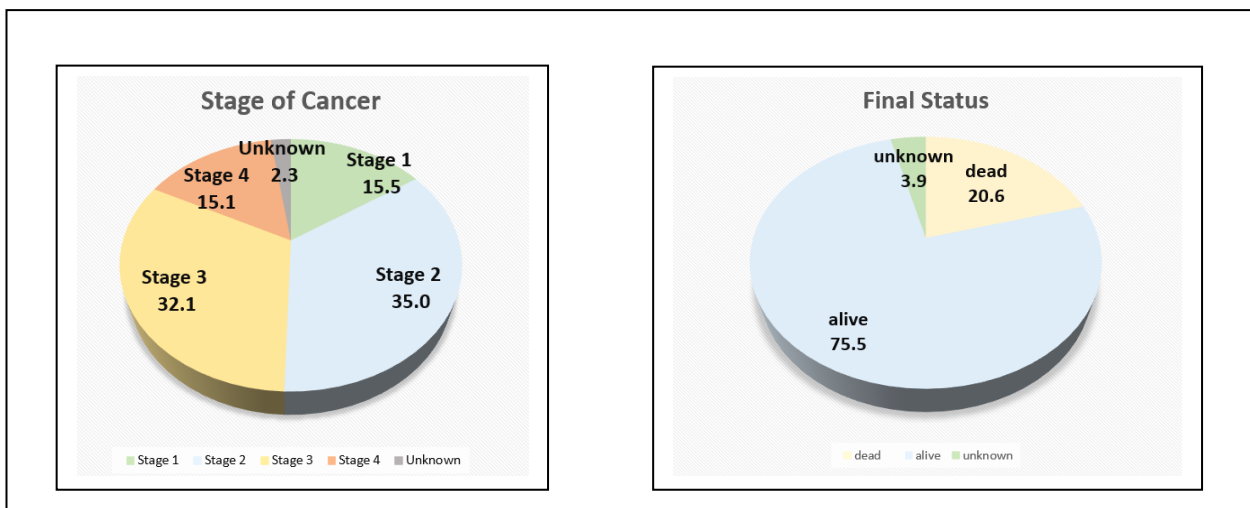 Stage of Cancer
Unknown
2.3
Stage 1
15.5
Stage 4
15.1
Stage 3
32.1
Stage 2
35.0
Stage 1 Stage 2 Stage 3 Stage 4 Unknown
Final Status
unknown
3.9
dead
20.6
alive
75.5
dead alive unknown